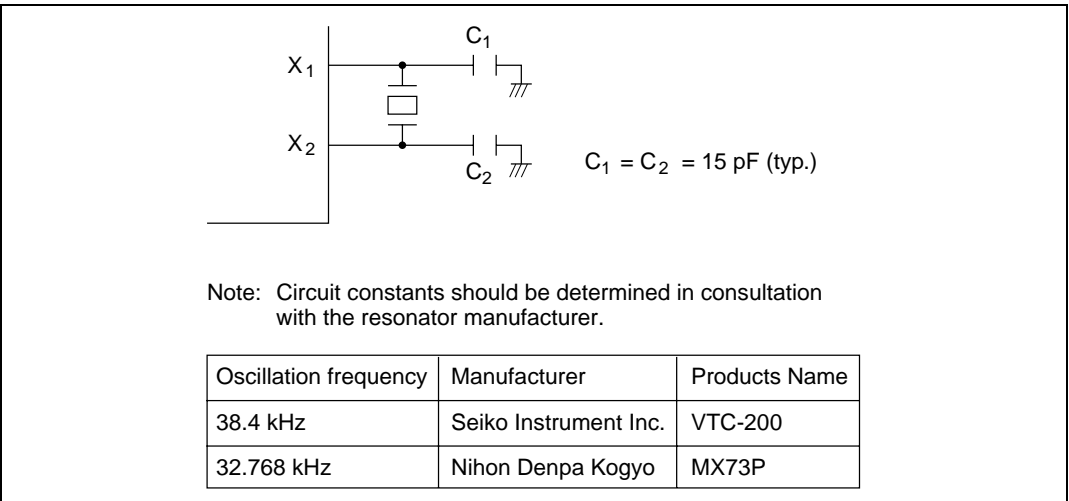 C1
X1
X2
C2
C1 = C2 = 15 pF (typ.)
Note: Circuit constants should be determined in consultation
with the resonator manufacturer.
Oscillation frequency Manufacturer Products Name
38.4 kHz Seiko Instrument Inc. VTC-200
32.768 kHz Nihon Denpa Kogyo MX73P